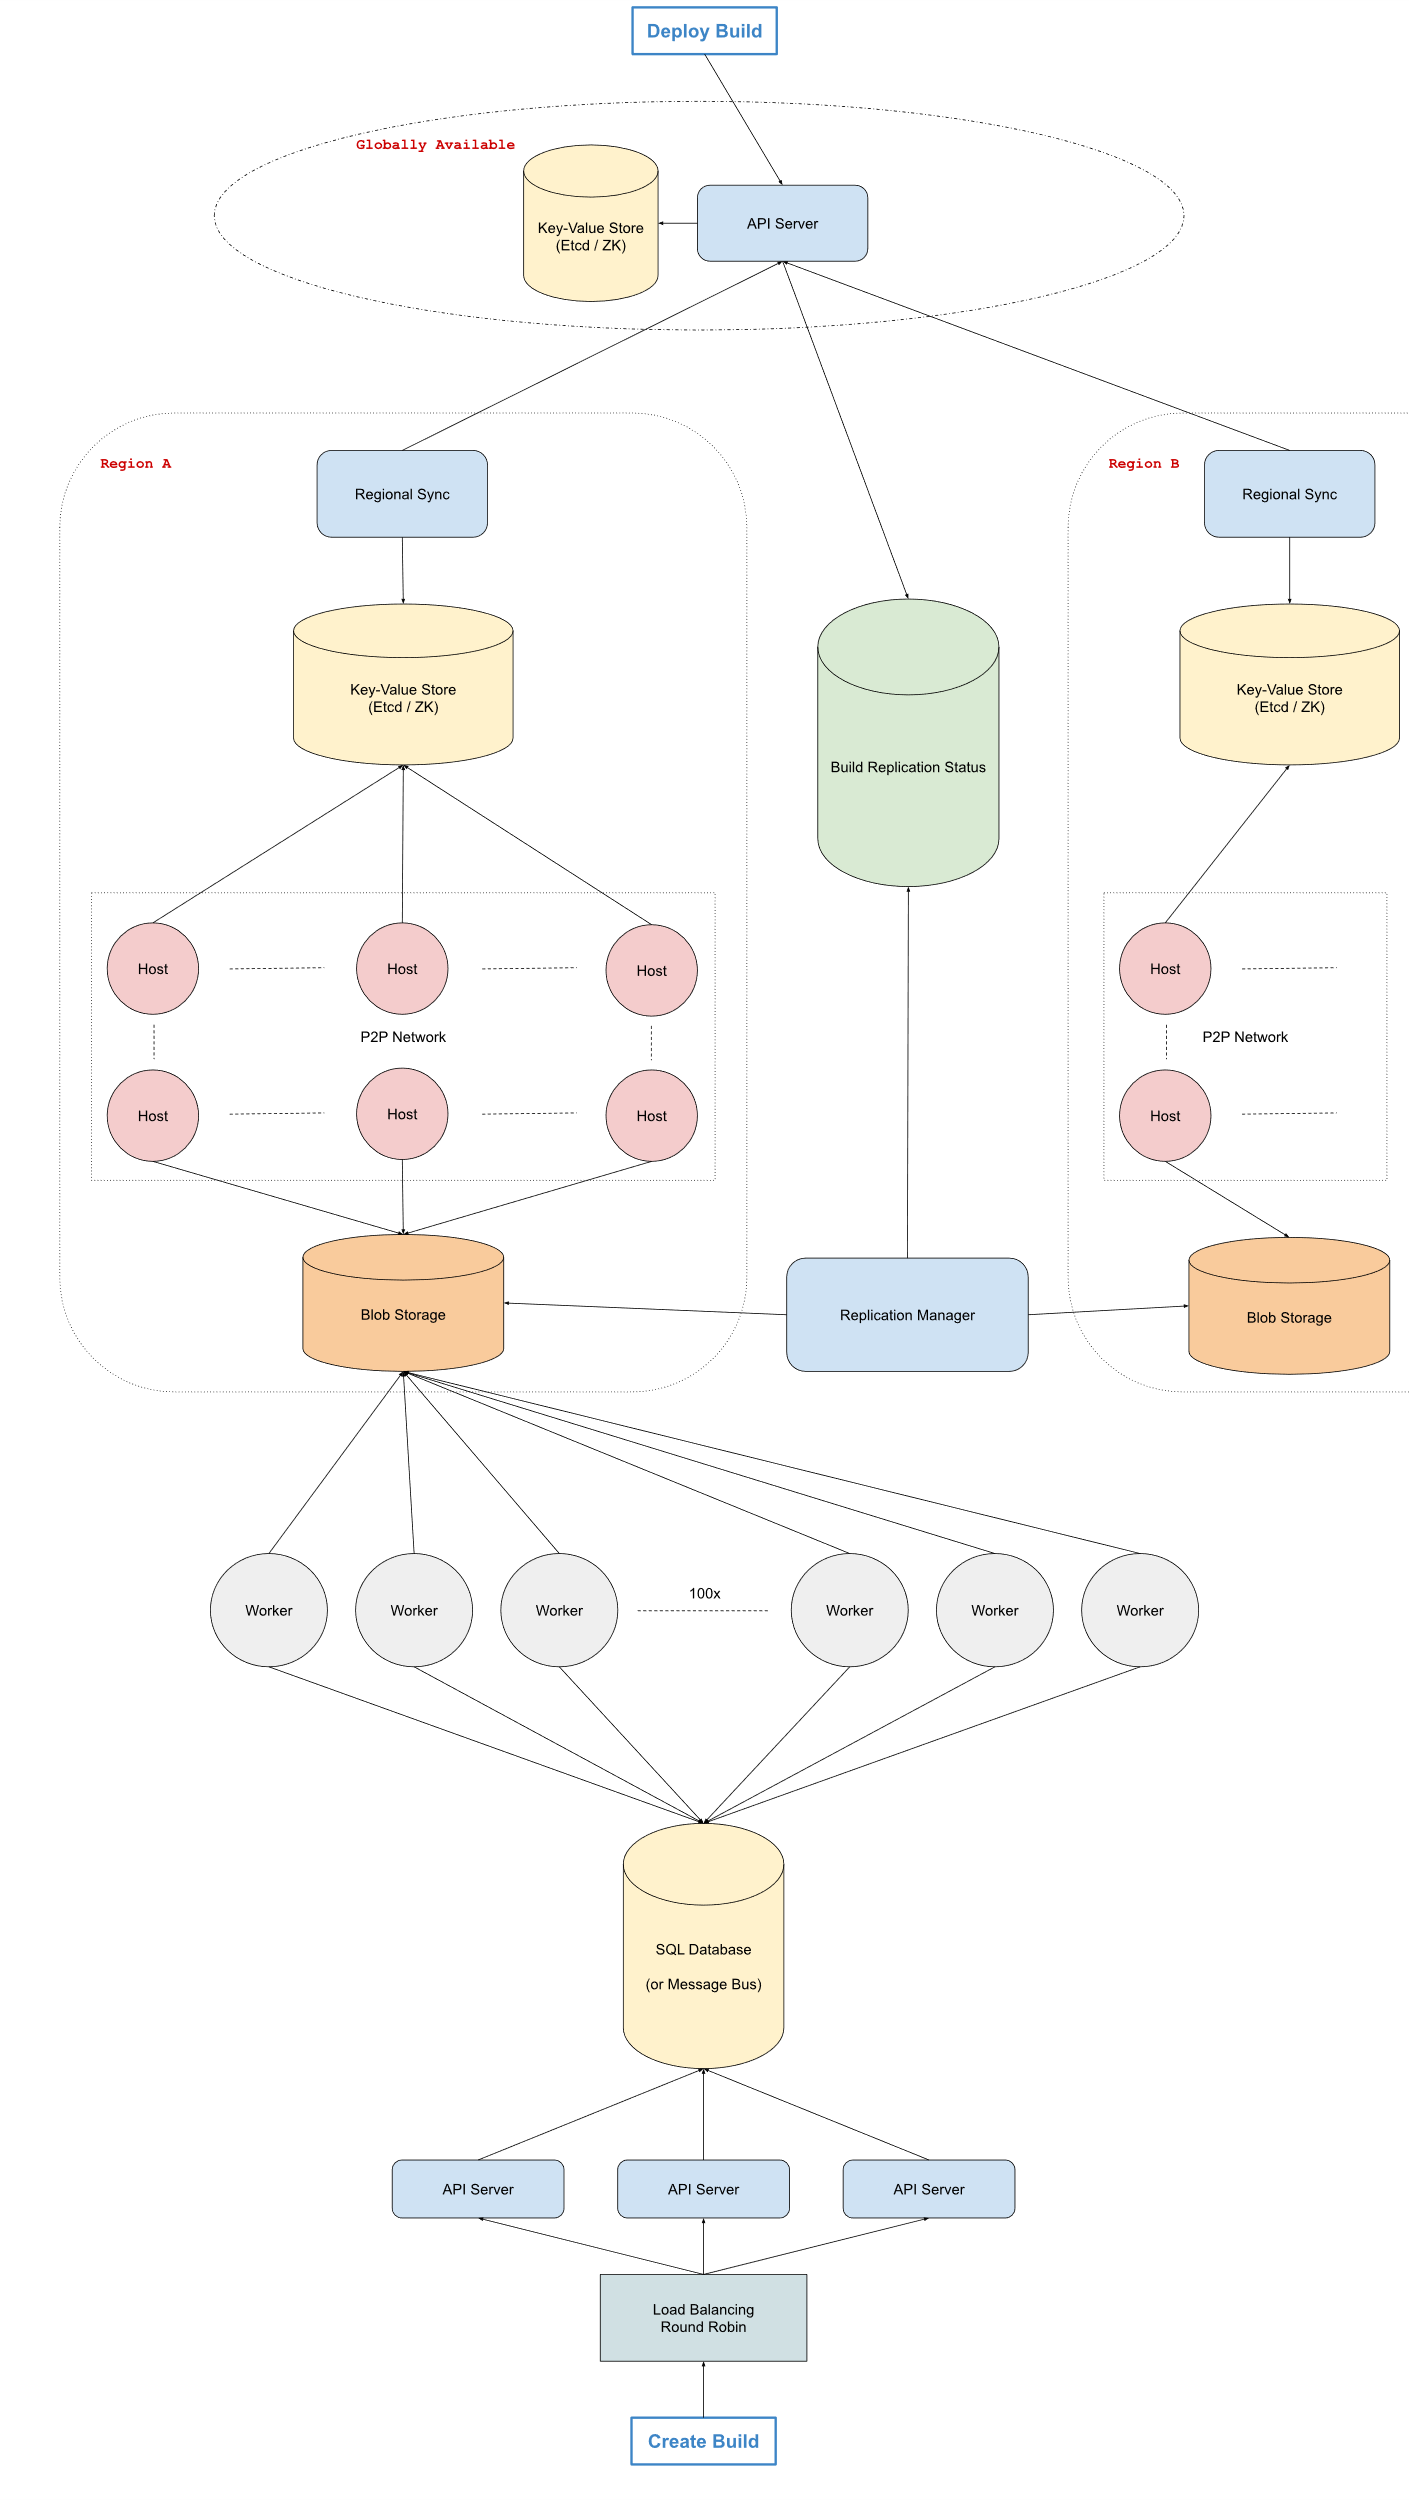 Deploy Build
Globally Available
Key-Value Store
(Etcd / ZK)
API Server
Region A
Regional Sync
Region B
Regional Sync
Key-Value Store
(Etcd / ZK)
Build Replication Status
Key-Value Store
(Etcd / ZK)
Host
Host
Host
Host
P2P Network
P2P Network
Host
Host
Host
Host
Blob Storage
Replication Manager
Blob Storage
100x
Worker
Worker
Worker
Worker
Worker
Worker
SQL Database
(or Message Bus)
API Server
API Server
API Server
Load Balancing
Round Robin
Create Build